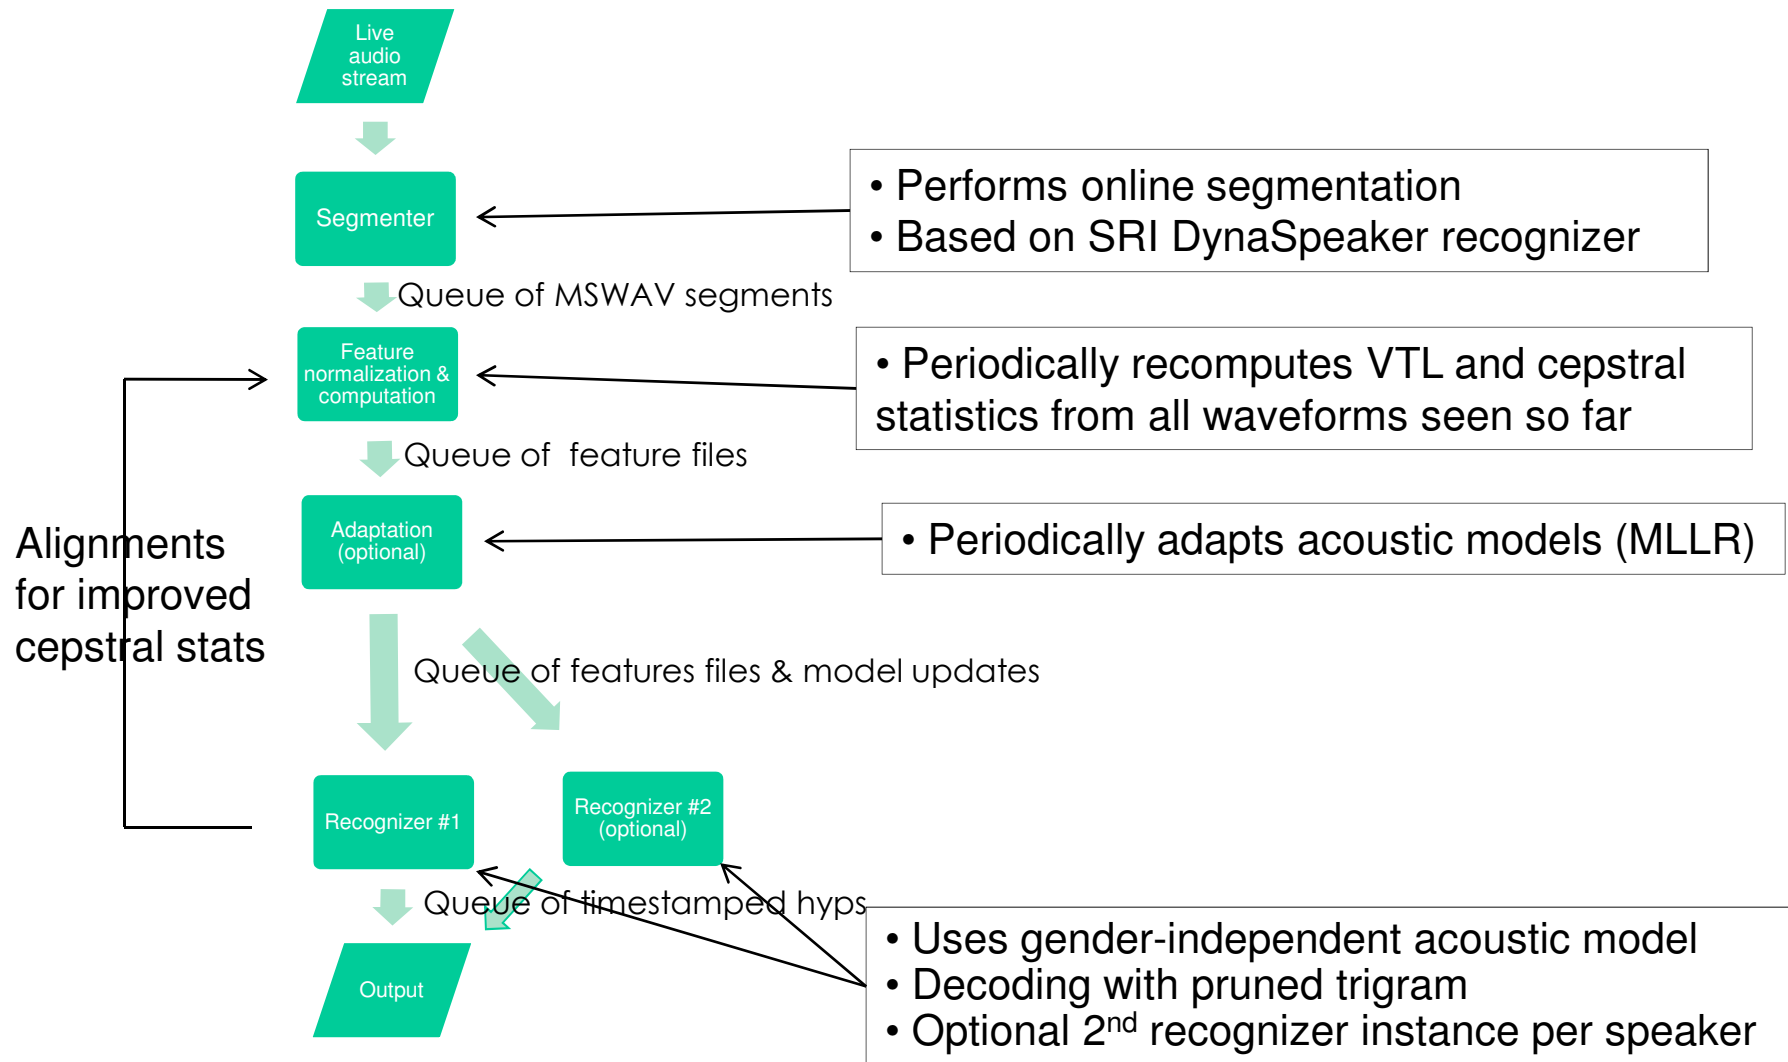 Live
audio
stream
Segmenter
• Performs online segmentation
• Based on SRI DynaSpeaker recognizer
Queue of MSWAV segments
Feature
normalization &
computation
• Periodically recomputes VTL and cepstral
statistics from all waveforms seen so far
Queue of feature files
Adaptation
(optional)
• Periodically adapts acoustic models (MLLR)
Alignments
for improved
cepstral stats
Queue of features files & model updates
Recognizer #1
Recognizer #2
(optional)
Queue of timestamped hyps
• Uses gender-independent acoustic model
• Decoding with pruned trigram
• Optional 2nd recognizer instance per speaker
Output